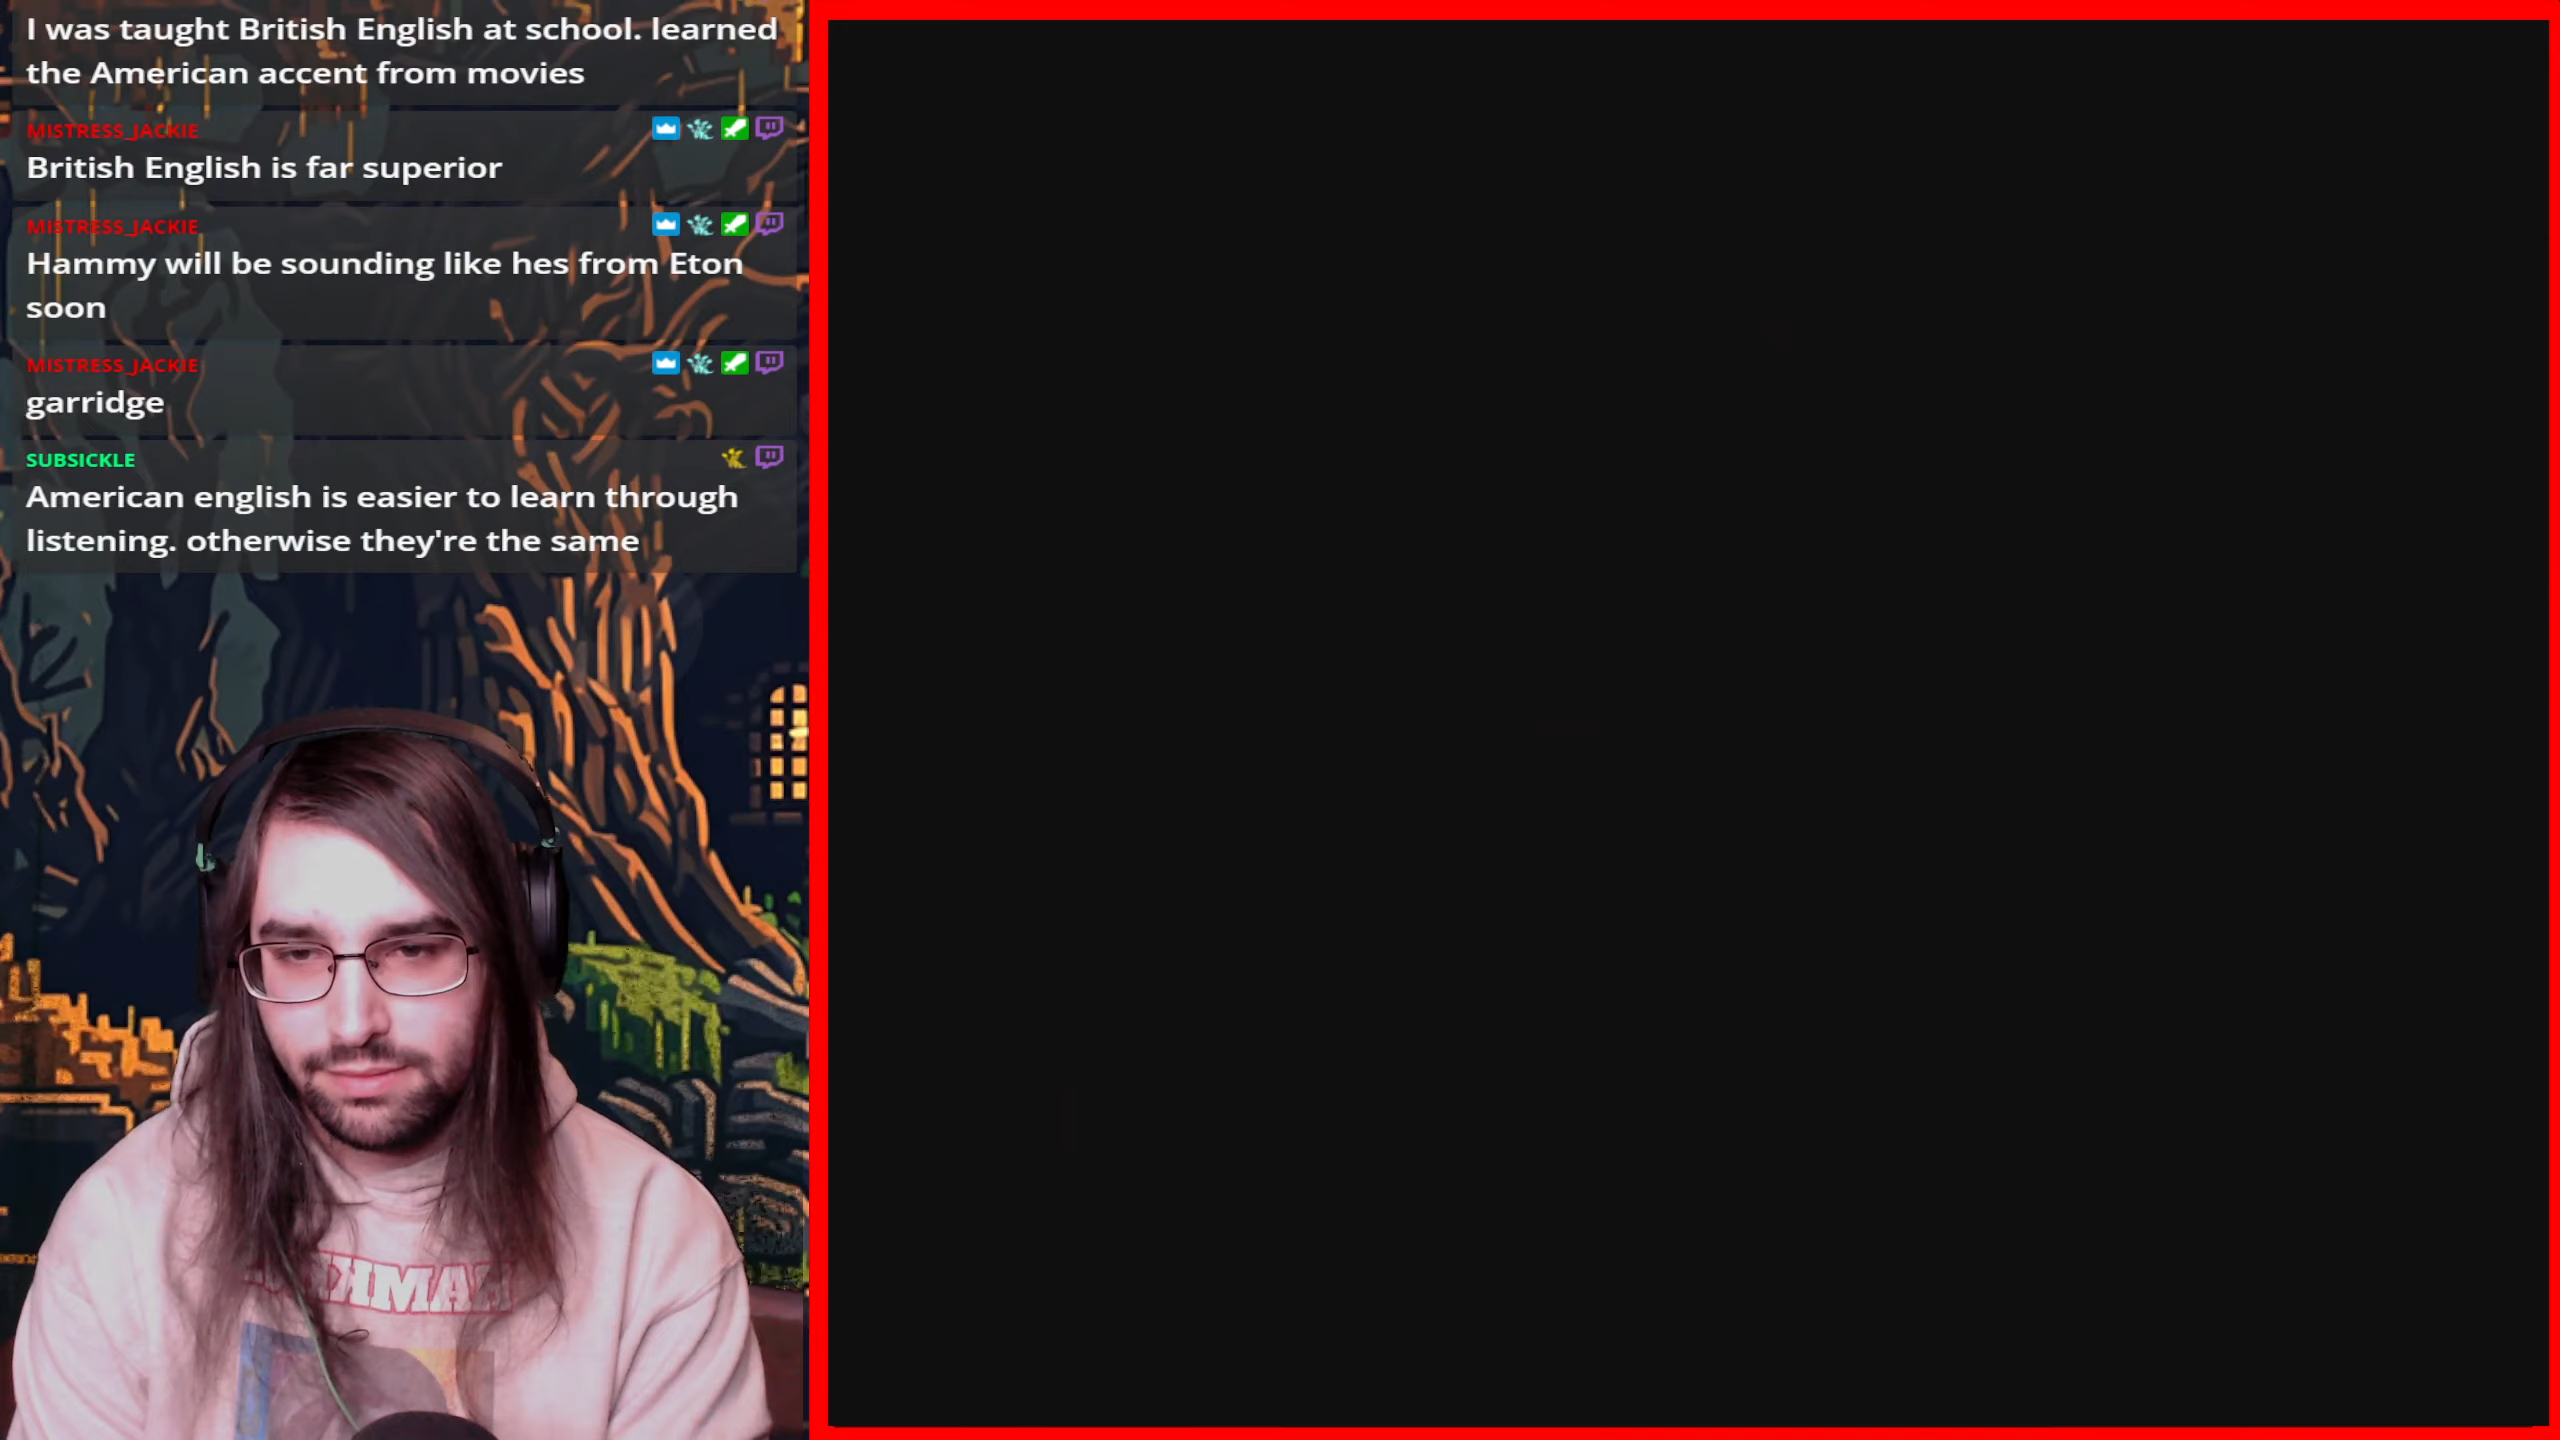 I was taught British English at school. learned
the American accent from movies
MISTRESS_JACKIE
British English is far superior
MISTRESS_JACKIE
Hammy will be sounding like hes from Eton
soon
MISTRESS_JACKIE
garridge
SUBSICKLE
American english is easier to learn through
listening. otherwise they're the same